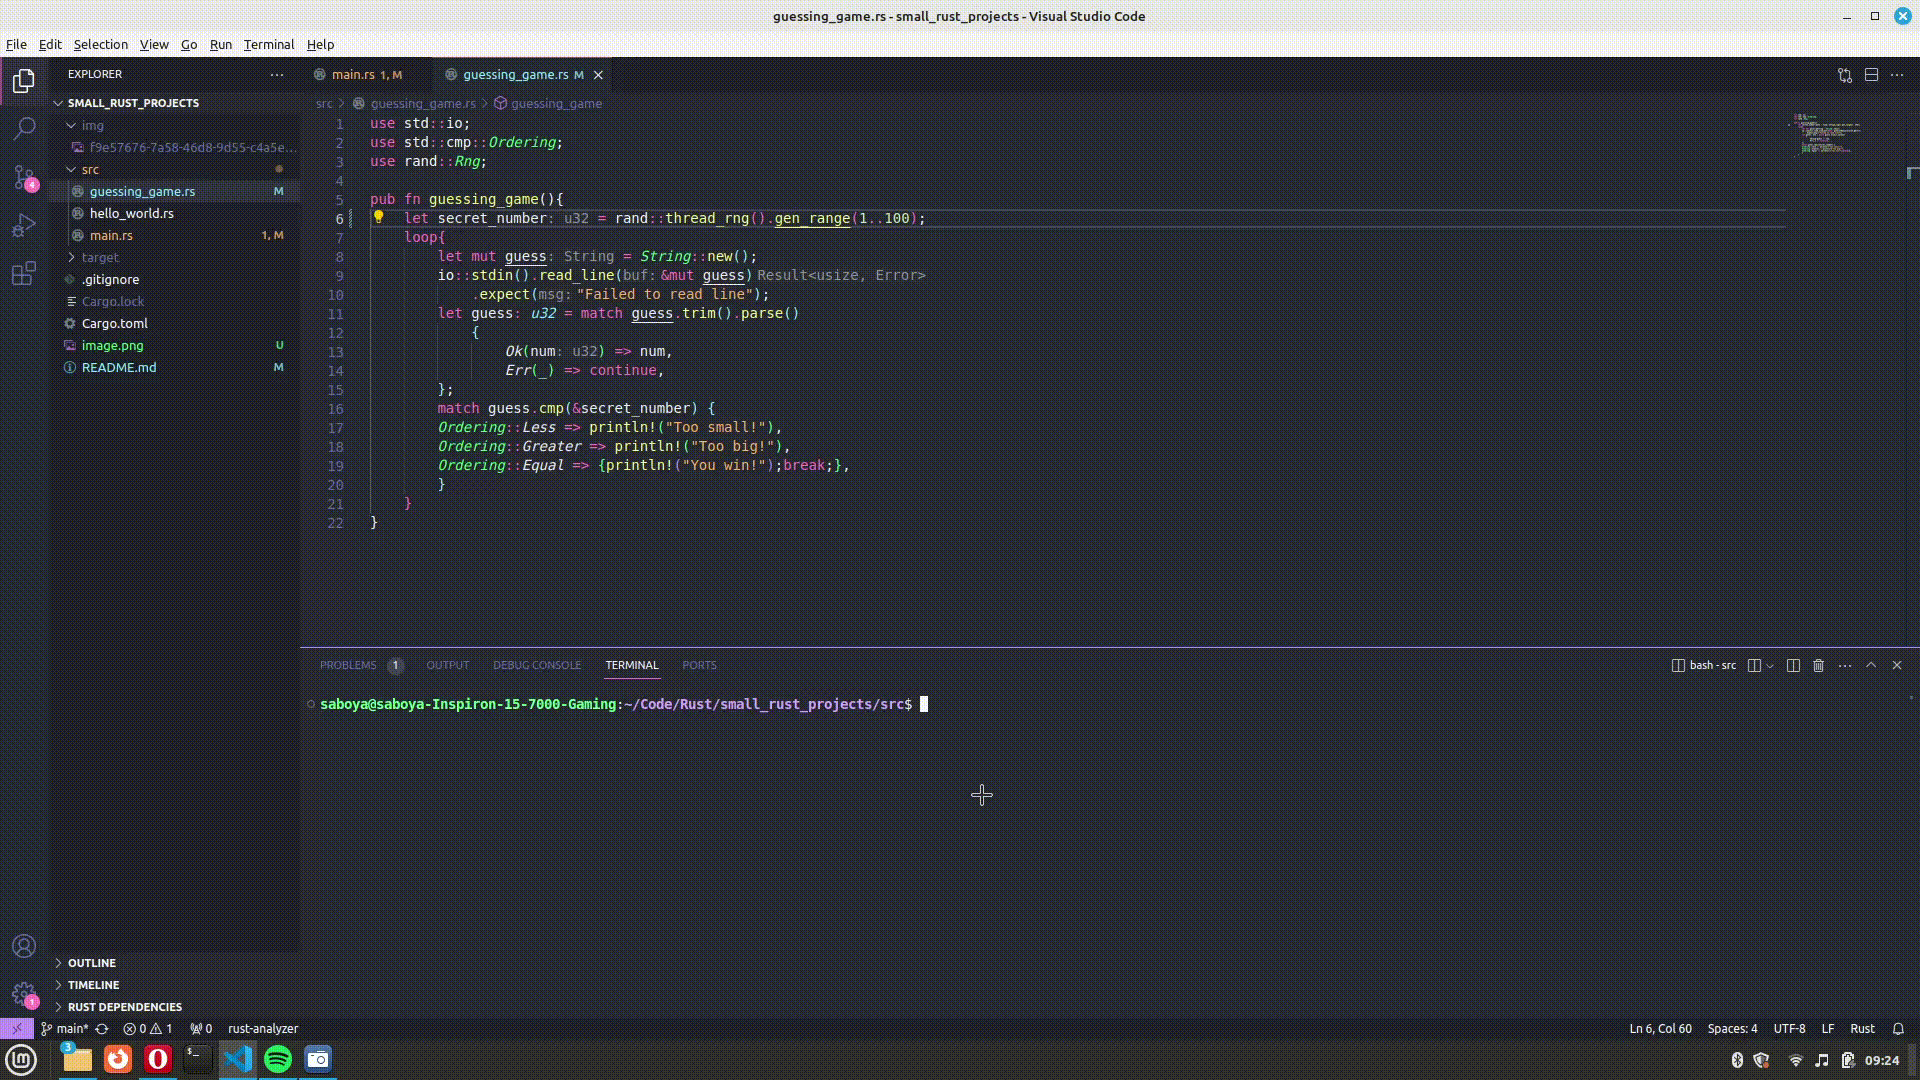 guessing_game.rs - small_rust_projects - Visual Studio Code
File Edit Selection View Go Run Terminal Help
EXPLORER
SMALL_RUST_PROJECTS
img
f9e57676-7a58-46d8-9d55-c4a5e...
src
guessing_game.rs M
hello_world.rs
main.rs 1, M
target
.gitignore
Cargo.lock
Cargo.toml
image.png U
README.md M
OUTLINE
TIMELINE
RUST DEPENDENCIES
4
1
main.rs 1, M guessing_game.rs M
src > guessing_game.rs > guessing_game
1 use std::io;
2 use std::cmp::Ordering;
3 use rand::Rng;
4
5 pub fn guessing_game(){
6 let secret_number: u32 = rand::thread_rng().gen_range(1..100);
7 loop{
8 let mut guess: String = String::new();
9 io::stdin().read_line(buf: &mut guess) Result<usize, Error>
10 .expect(msg: "Failed to read line");
11 let guess: u32 = match guess.trim().parse()
12 {
13 Ok(num: u32) => num,
14 Err(_) => continue,
15 };
16 match guess.cmp(&secret_number) {
17 Ordering::Less => println!("Too small!"),
18 Ordering::Greater => println!("Too big!"),
19 Ordering::Equal => {println!("You win!");break;},
20 }
21 }
22 }
PROBLEMS 1 OUTPUT DEBUG CONSOLE TERMINAL PORTS bash - src
saboya@saboya-Inspiron-15-7000-Gaming:~/Code/Rust/small_rust_projects/src$
main* 0 1 0 rust-analyzer Ln 6, Col 60 Spaces: 4 UTF-8 LF Rust
3 09:24